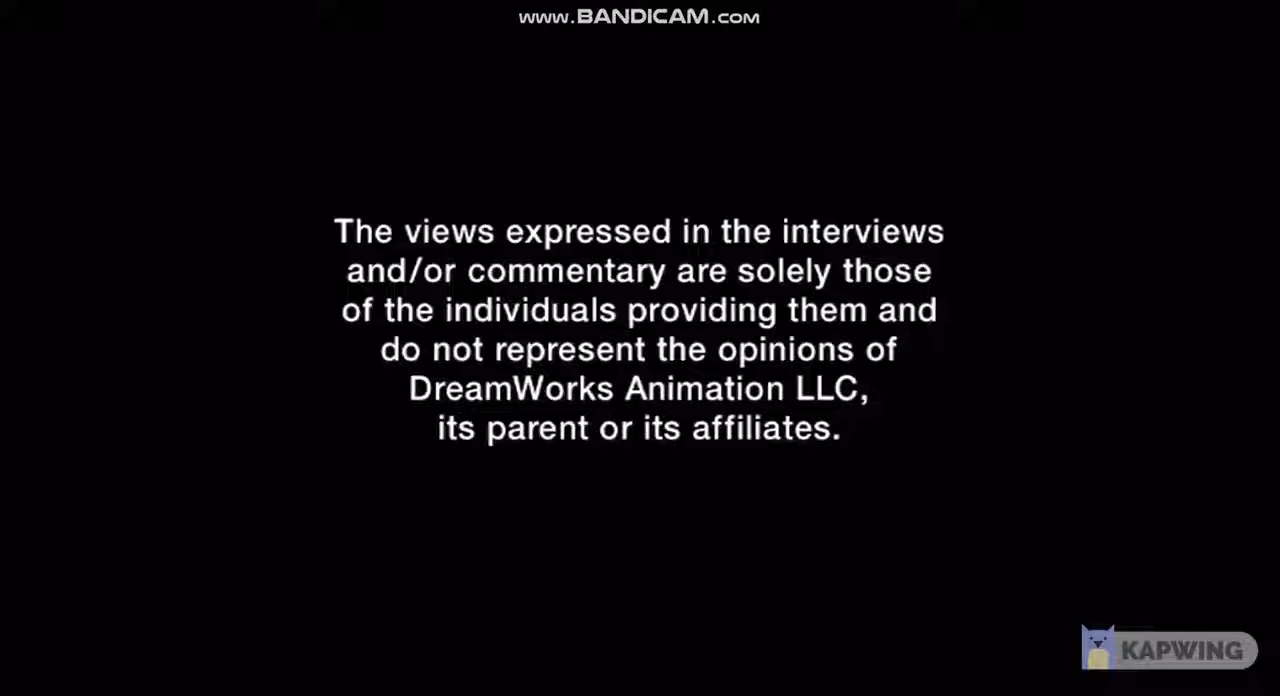 www.BANDICAM.com
The views expressed in the interviews
and/or commentary are solely those
of the individuals providing them and
do not represent the opinions of
DreamWorks Animation LLC,
its parent or its affiliates.
KAPWING